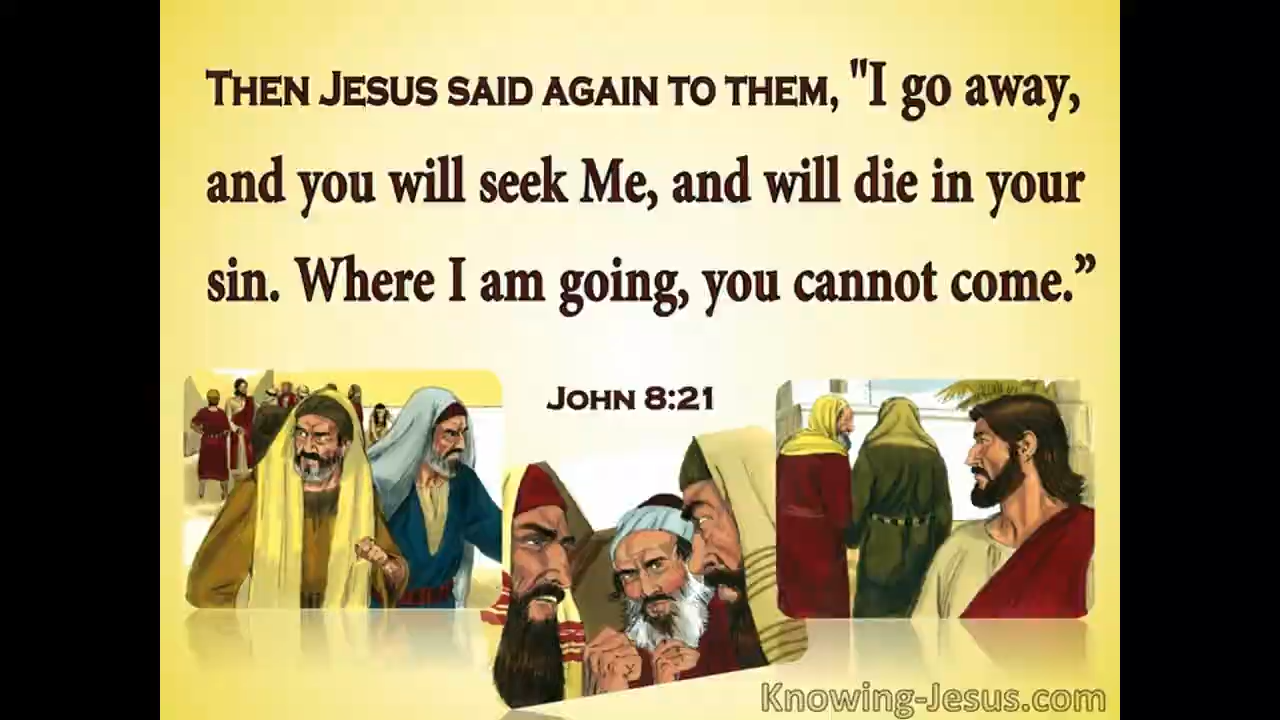 THEN JESUS SAID AGAIN TO THEM, "I go away,
and you will seek Me, and will die in your
sin. Where I am going, you cannot come.”
JOHN 8:21
Knowing-Jesus.com